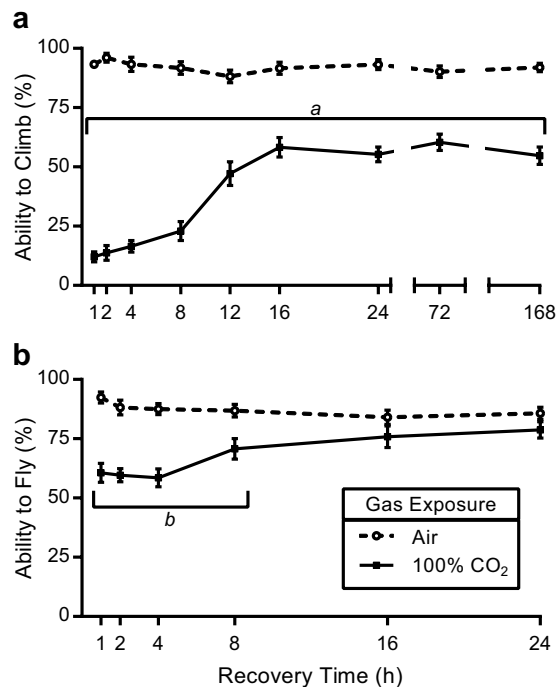 a
Ability to Climb (%)
100
75
50
25
0
a
1 2 4 8 12 16 24 72 168
b
Ability to Fly (%)
100
75
50
25
0
b
Gas Exposure
Air
100% CO₂
1 2 4 8 16 24
Recovery Time (h)